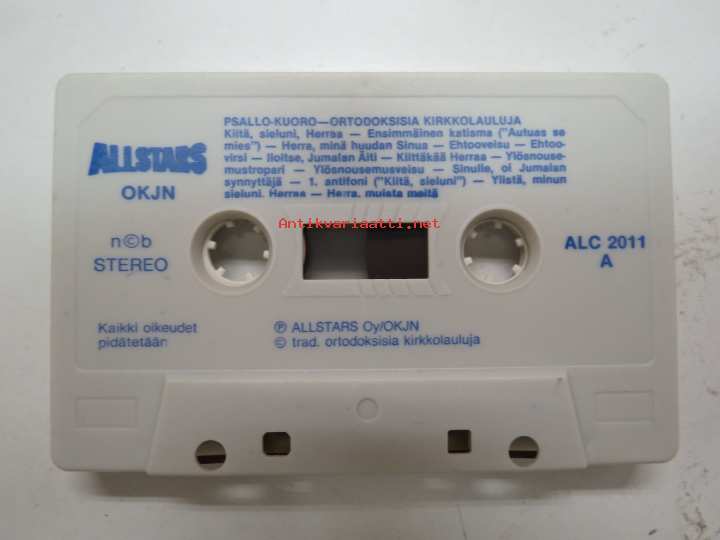 PSALLO-KUORO—ORTODOKSISIA KIRKKOLAULUJA
Kiitä, sieluni, Herraa — Ensimmäinen katisma ("Autuas se
mies") — Herra, minä huudan Sinua — Ehtooveisu — Ehtoo-
virsi — Iloitse, Jumalan Äiti — Kiittäkää Herraa — Ylösnouse-
mustropari — Ylösnousemusveisu — Sinulle, oi Jumalan
synnyttäjä — 1. antifoni ("Kiitä, sieluni") — Ylistä, minun
sieluni, Herraa — Herra, muista meitä
ALLSTARS
OKJN
Antikvariaatti.net
n©b
STEREO
ALC 2011
A
Kaikki oikeudet
pidätetään
Ⓟ ALLSTARS Oy/OKJN
© trad. ortodoksisia kirkkolauluja